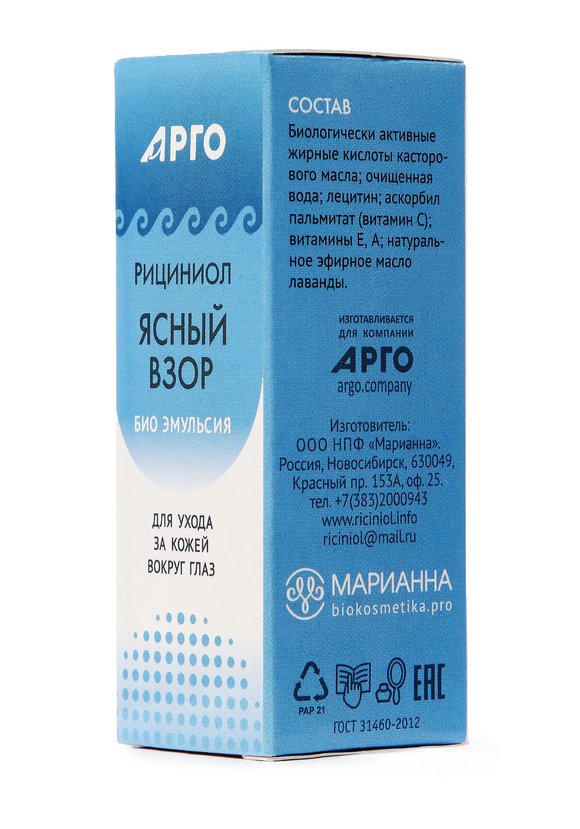 АРГО
РИЦИНИОЛ
ЯСНЫЙ
ВЗОР
БИО ЭМУЛЬСИЯ
ДЛЯ УХОДА
ЗА КОЖЕЙ
ВОКРУГ ГЛАЗ
СОСТАВ
Биологически активные
жирные кислоты касторо-
вого масла; очищенная
вода; лецитин; аскорбил
пальмитат (витамин С);
витамины Е, А; натураль-
ное эфирное масло
лаванды.
ИЗГОТАВЛИВАЕТСЯ
ДЛЯ КОМПАНИИ
АРГО
argo.company
Изготовитель:
ООО НПФ «Марианна».
Россия, Новосибирск, 630049,
Красный пр. 153А, оф. 25.
тел. +7(383)2000943
www.riciniol.info
riciniol@mail.ru
МАРИАННА
biokosmetika.pro
PAP 21
EAC
ГОСТ 31460-2012